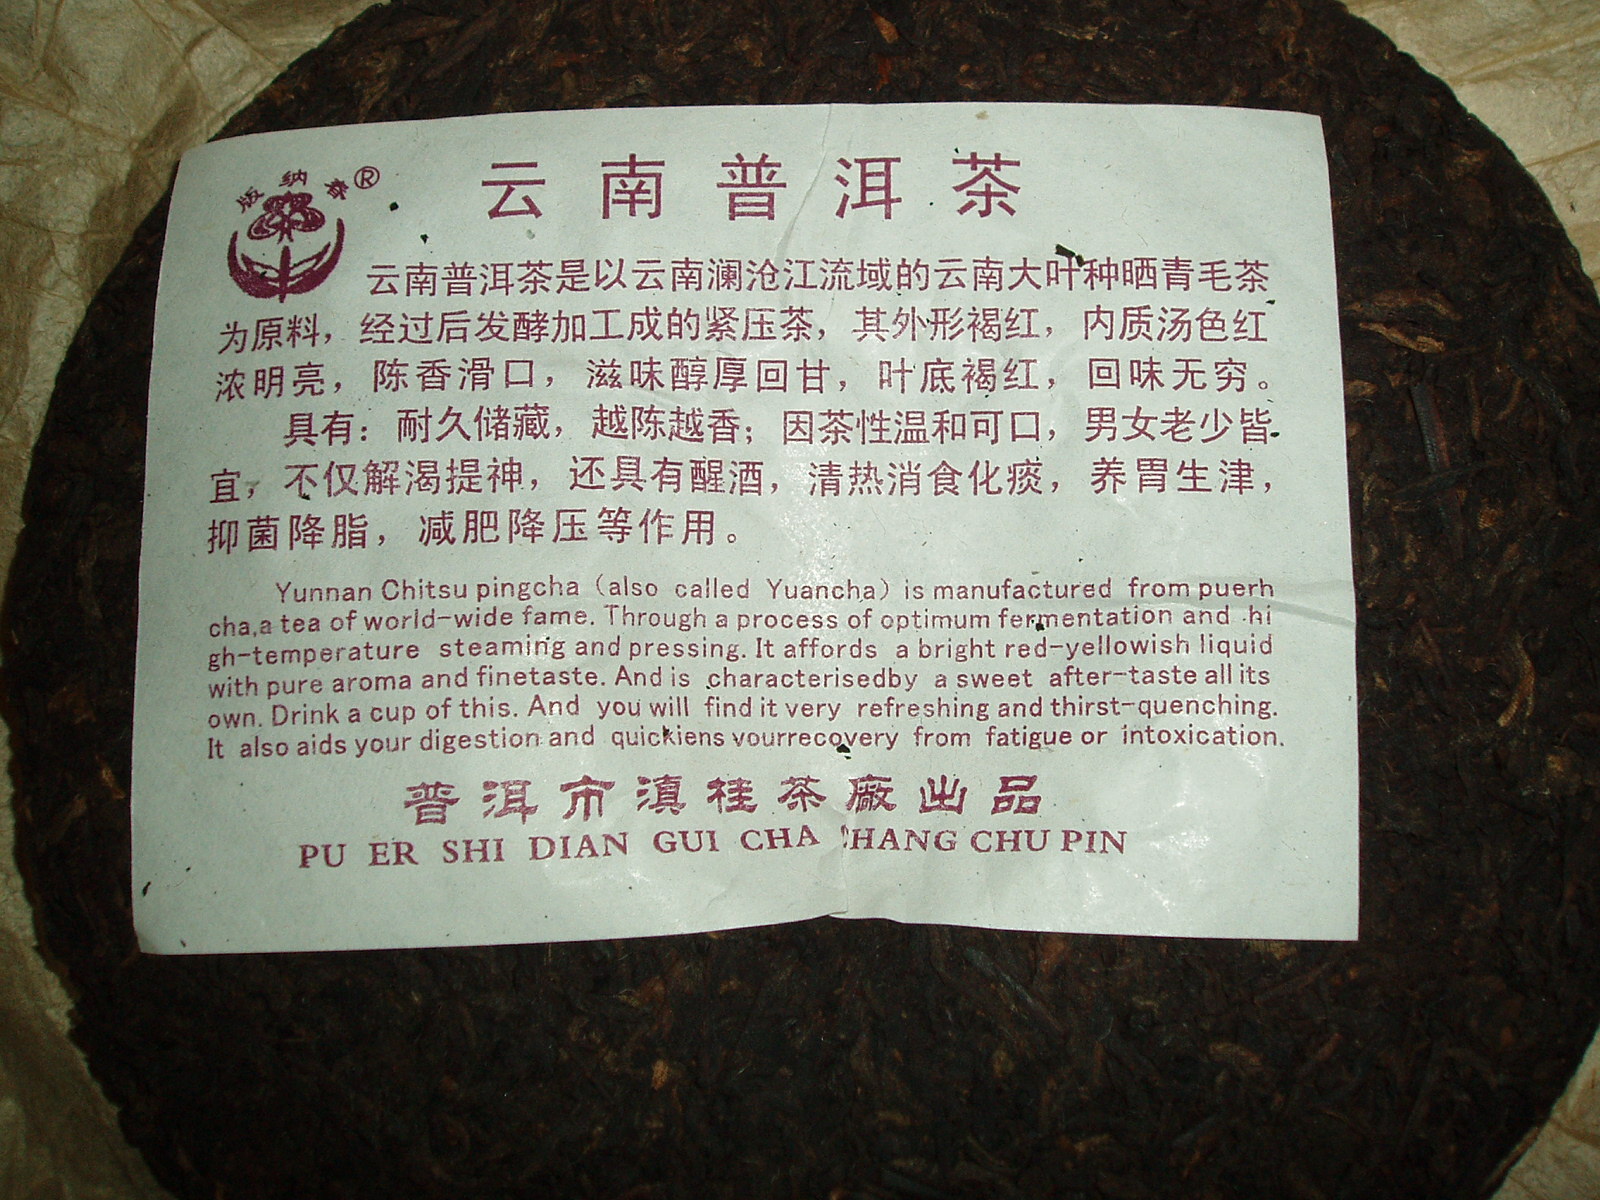 版纳春®
云南普洱茶
云南普洱茶是以云南澜沧江流域的云南大叶种晒青毛茶
为原料，经过后发酵加工成的紧压茶，其外形褐红，内质汤色红
浓明亮，陈香滑口，滋味醇厚回甘，叶底褐红，回味无穷。
具有：耐久储藏，越陈越香；因茶性温和可口，男女老少皆
宜，不仅解渴提神，还具有醒酒，清热消食化痰，养胃生津，
抑菌降脂，减肥降压等作用。
Yunnan Chitsu pingcha (also called Yuancha) is manufactured from puerh
cha,a tea of world-wide fame. Through a process of optimum fermentation and hi
gh-temperature steaming and pressing. It affords a bright red-yellowish liquid
with pure aroma and finetaste. And is characterisedby a sweet after-taste all its
own. Drink a cup of this. And you will find it very refreshing and thirst-quenching.
It also aids your digestion and quickiens vourrecovery from fatigue or intoxication.
普洱市滇桂茶廠出品
PU ER SHI DIAN GUI CHA CHANG CHU PIN